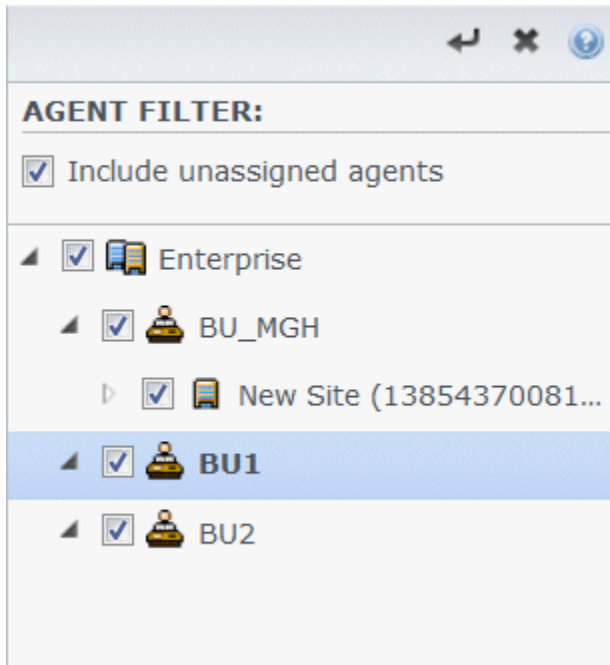 AGENT FILTER:
Include unassigned agents
Enterprise
BU_MGH
New Site (13854370081...
BU1
BU2